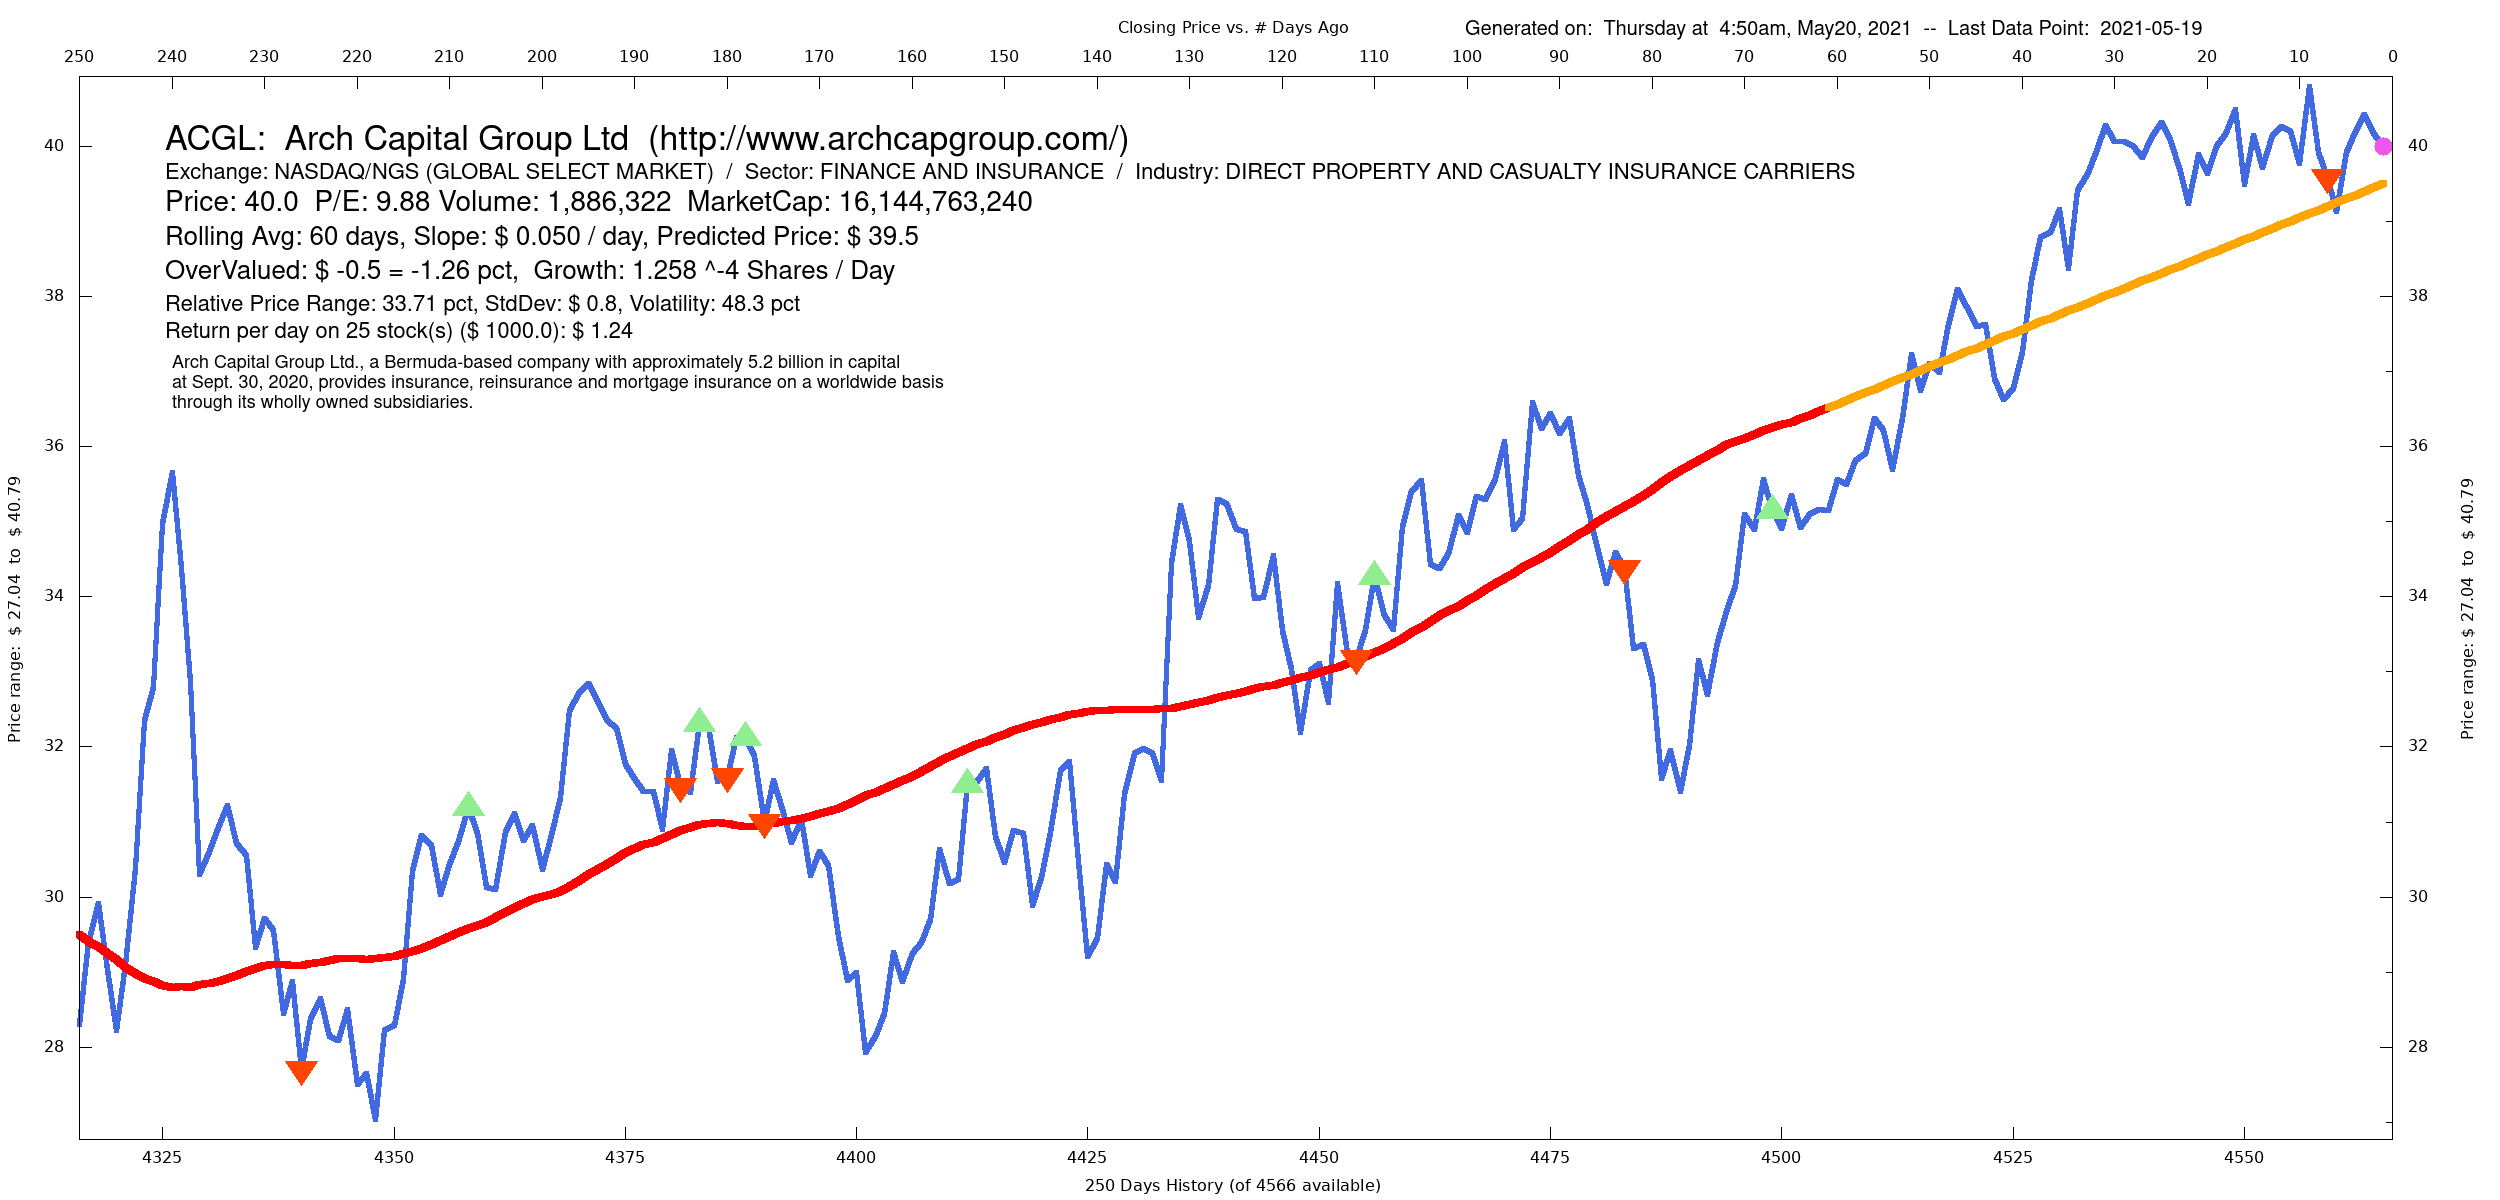 Closing Price vs. # Days Ago
Generated on:  Thursday at  4:50am, May20, 2021  --  Last Data Point:  2021-05-19
250 240 230 220 210 200 190 180 170 160 150 140 130 120 110 100 90 80 70 60 50 40 30 20 10 0
ACGL:  Arch Capital Group Ltd  (http://www.archcapgroup.com/)
Exchange: NASDAQ/NGS (GLOBAL SELECT MARKET)  /  Sector: FINANCE AND INSURANCE  /  Industry: DIRECT PROPERTY AND CASUALTY INSURANCE CARRIERS
Price: 40.0  P/E: 9.88 Volume: 1,886,322  MarketCap: 16,144,763,240
Rolling Avg: 60 days, Slope: $ 0.050 / day, Predicted Price: $ 39.5
OverValued: $ -0.5 = -1.26 pct,  Growth: 1.258 ^-4 Shares / Day
Relative Price Range: 33.71 pct, StdDev: $ 0.8, Volatility: 48.3 pct
Return per day on 25 stock(s) ($ 1000.0): $ 1.24
Arch Capital Group Ltd., a Bermuda-based company with approximately 5.2 billion in capital
at Sept. 30, 2020, provides insurance, reinsurance and mortgage insurance on a worldwide basis
through its wholly owned subsidiaries.
40 40
38 38
36 36
34 34
32 32
30 30
28 28
Price range:  $ 27.04  to  $ 40.79
Price range: $ 27.04  to  $ 40.79
4325 4350 4375 4400 4425 4450 4475 4500 4525 4550
250 Days History (of 4566 available)